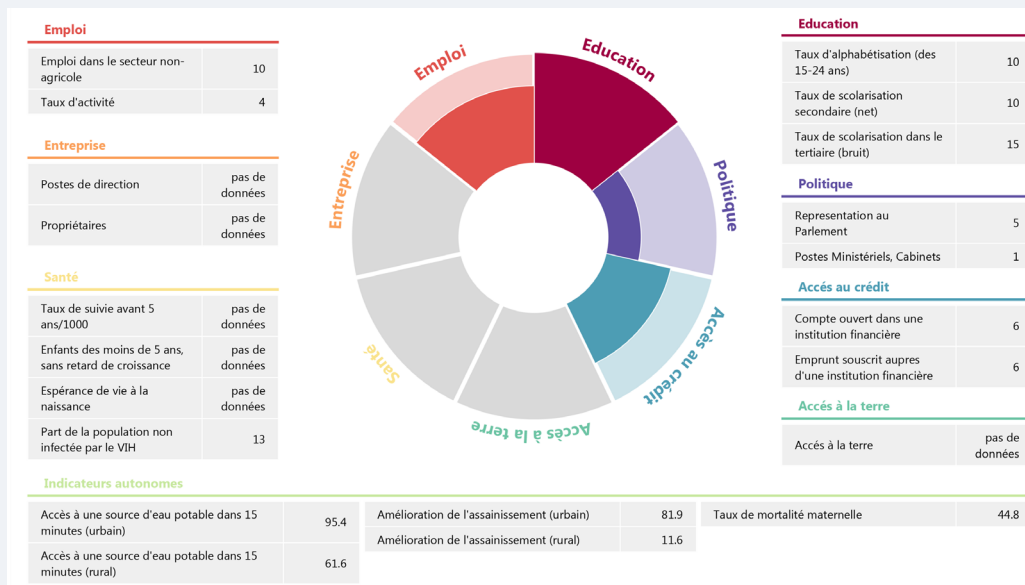 Emploi
Emploi dans le secteur non-
agricole
10
Taux d'activité
4
Entreprise
Postes de direction
pas de
données
Propriétaires
pas de
données
Santé
Taux de suivie avant 5
ans/1000
pas de
données
Enfants des moins de 5 ans,
sans retard de croissance
pas de
données
Espérance de vie à la
naissance
pas de
données
Part de la population non
infectée par le VIH
13
Emploi
Education
Politique
Accès au crédit
Accès à la terre
Santé
Entreprise
Education
Taux d'alphabétisation (des
15-24 ans)
10
Taux de scolarisation
secondaire (net)
10
Taux de scolarisation dans le
tertiaire (bruit)
15
Politique
Representation au
Parlement
5
Postes Ministériels, Cabinets
1
Accés au crédit
Compte ouvert dans une
institution financière
6
Emprunt souscrit aupres
d'une institution financière
6
Accés à la terre
Accés à la terre
pas de
données
Indicateurs autonomes
Accès à une source d'eau potable dans 15
minutes (urbain)
95.4
Accès à une source d'eau potable dans 15
minutes (rural)
61.6
Amélioration de l'assainissement (urbain)
81.9
Amélioration de l'assainissement (rural)
11.6
Taux de mortalité maternelle
44.8